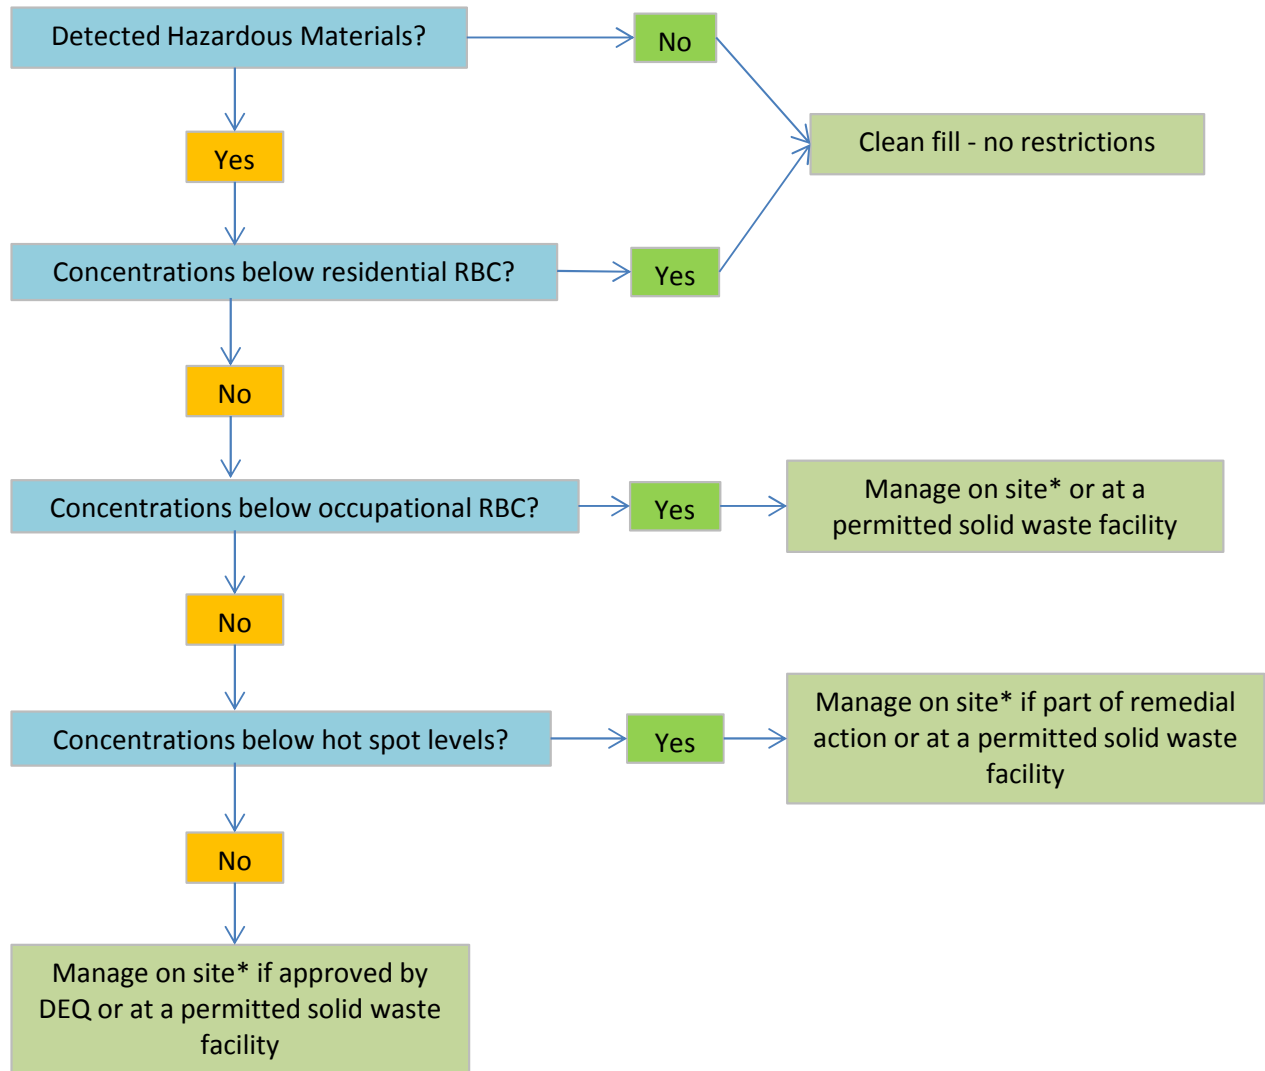 Detected Hazardous Materials?
No
Clean fill - no restrictions
Yes
Concentrations below residential RBC?
Yes
No
Concentrations below occupational RBC?
Yes
Manage on site* or at a
permitted solid waste facility
No
Concentrations below hot spot levels?
Yes
Manage on site* if part of remedial
action or at a permitted solid waste
facility
No
Manage on site* if approved by
DEQ or at a permitted solid waste
facility